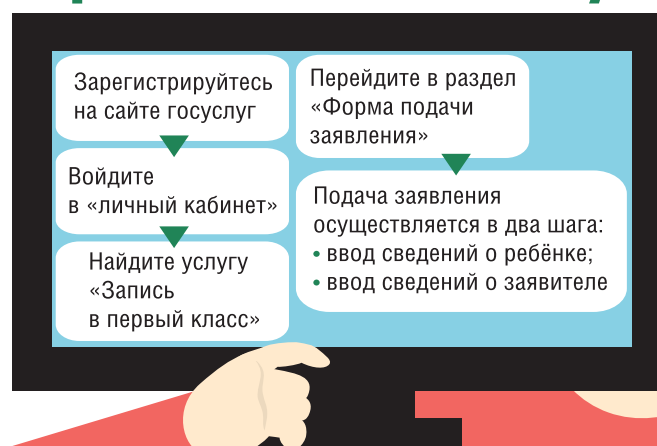 Зарегистрируйтесь
на сайте госуслуг
Войдите
в «личный кабинет»
Найдите услугу
«Запись
в первый класс»
Перейдите в раздел
«Форма подачи
заявления»
Подача заявления
осуществляется в два шага:
• ввод сведений о ребёнке;
• ввод сведений о заявителе